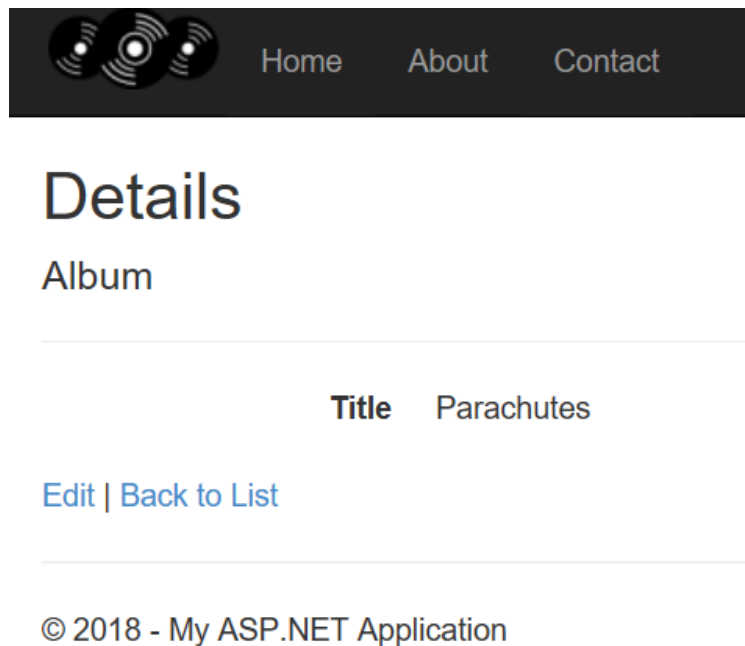 Home About Contact
Details
Album
Title Parachutes
Edit | Back to List
© 2018 - My ASP.NET Application